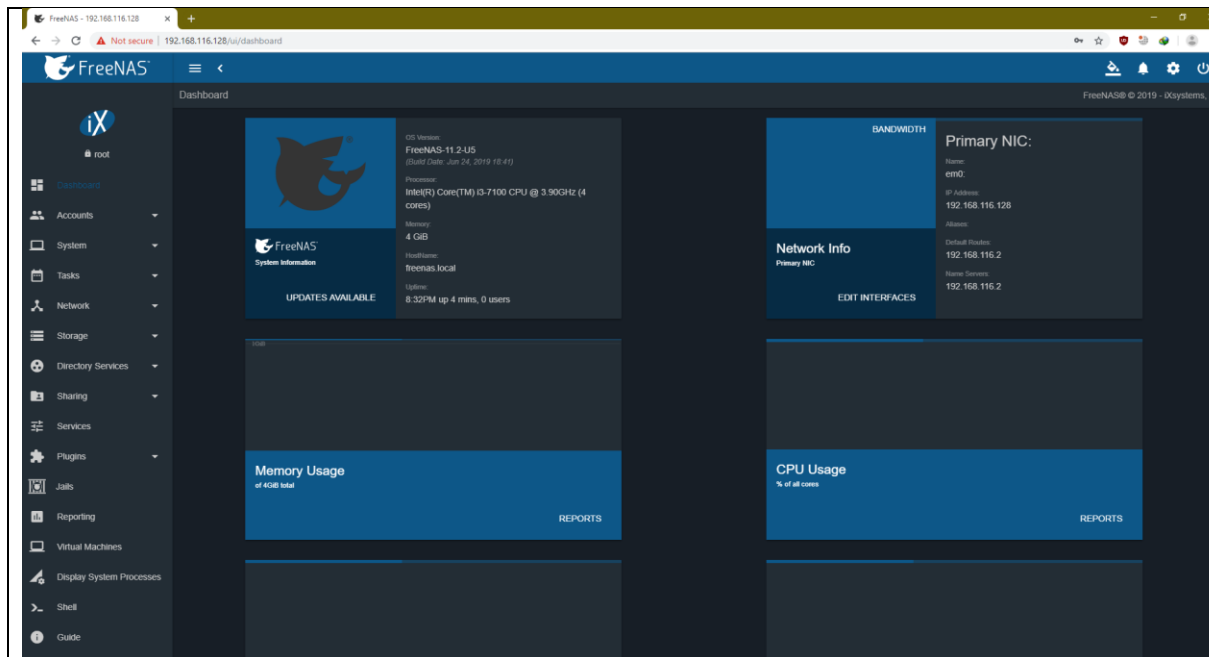 FreeNAS - 192.168.116.128
Not secure | 192.168.116.128/ui/dashboard
FreeNAS
Dashboard
FreeNAS® © 2019 - iXsystems,
iX
root
Dashboard
Accounts
System
Tasks
Network
Storage
Directory Services
Sharing
Services
Plugins
Jails
Reporting
Virtual Machines
Display System Processes
Shell
Guide
OS Version:
FreeNAS-11.2-U5
(Build Date: Jun 24, 2019 18:41)
Processor:
Intel(R) Core(TM) i3-7100 CPU @ 3.90GHz (4
cores)
Memory:
4 GiB
HostName:
freenas.local
Uptime:
8:32PM up 4 mins, 0 users
FreeNAS
System Information
UPDATES AVAILABLE
BANDWIDTH
Primary NIC:
Name:
em0:
IP Address:
192.168.116.128
Aliases:
Default Routes:
192.168.116.2
Name Servers:
192.168.116.2
Network Info
Primary NIC
EDIT INTERFACES
Memory Usage
of 4GiB total
REPORTS
CPU Usage
% of all cores
REPORTS